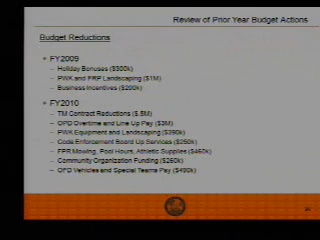 Review of Prior Year Budget Actions
Budget Reductions
• FY2009
– Holiday Bonuses ($300k)
– PWK and FRP Landscaping ($1M)
– Business Incentives ($200k)
• FY2010
– TM Contract Reductions ($.5M)
– OPD Overtime and Line Up Pay ($3M)
– PWK Equipment and Landscaping ($390k)
– Code Enforcement Board Up Services ($250k)
– FPR Mowing, Pool Hours, Athletic Supplies ($460k)
– Community Organization Funding ($260k)
– OFD Vehicles and Special Teams Pay ($490k)